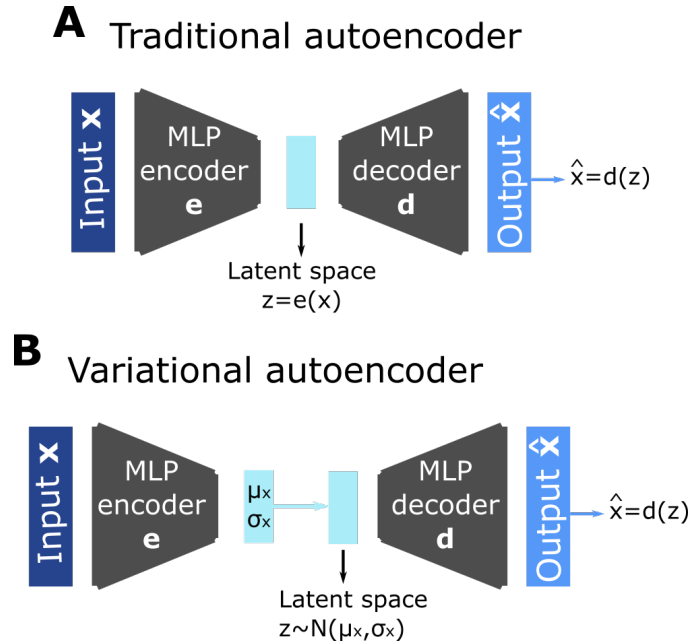 A
Traditional autoencoder
Input x
MLP
encoder
e
MLP
decoder
d
Output x̂
x̂=d(z)
Latent space
z=e(x)
B
Variational autoencoder
Input x
MLP
encoder
e
μₓ
σₓ
MLP
decoder
d
Output x̂
x̂=d(z)
Latent space
z~N(μₓ,σₓ)